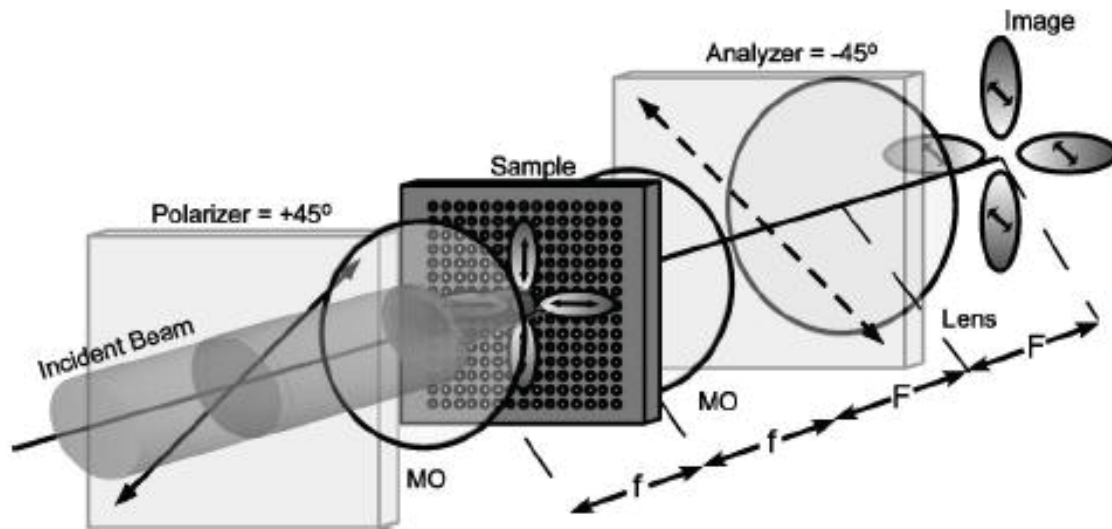 Image
Analyzer = -45º
Sample
Polarizer = +45º
Incident Beam
Lens
F
MO
F
f
MO
f